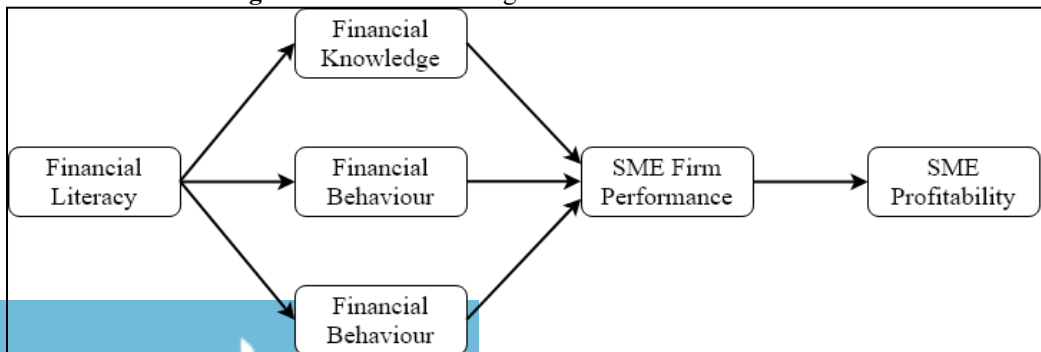 Financial
Knowledge
Financial
Literacy
Financial
Behaviour
SME Firm
Performance
SME
Profitability
Financial
Behaviour